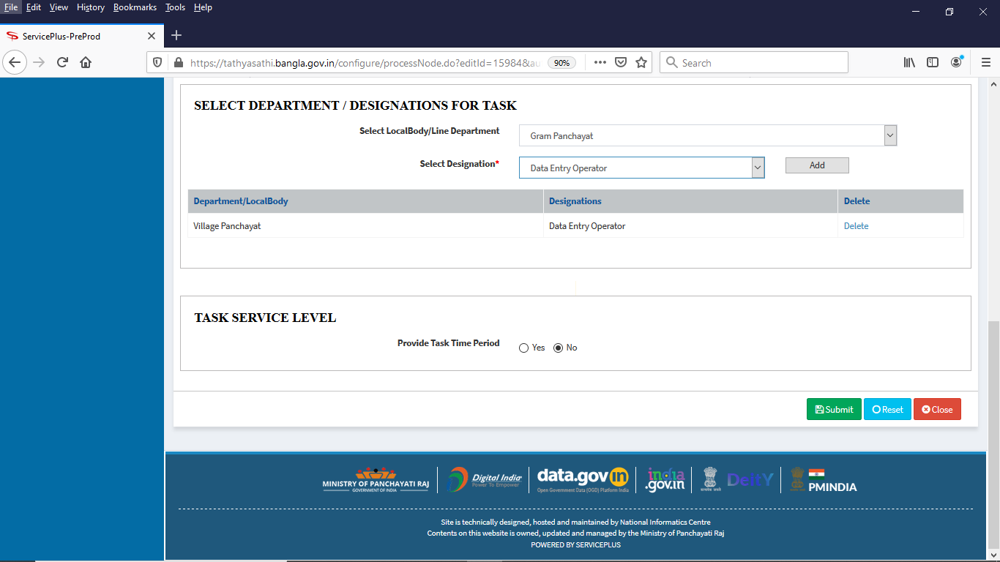 File Edit View History Bookmarks Tools Help
ServicePlus-PreProd
https://tathyasathi.bangla.gov.in/configure/processNode.do?editId=15984&au
90%
Search
SELECT DEPARTMENT / DESIGNATIONS FOR TASK
Select LocalBody/Line Department
Gram Panchayat
Select Designation*
Data Entry Operator
Add
Department/LocalBody Designations Delete
Village Panchayat Data Entry Operator Delete
TASK SERVICE LEVEL
Provide Task Time Period
Yes No
Submit Reset Close
MINISTRY OF PANCHAYATI RAJ
GOVERNMENT OF INDIA
Digital India
Power To Empower
data.gov in
Open Government Data (OGD) Platform India
india
.gov.in
DeitY
PMINDIA
Site is technically designed, hosted and maintained by National Informatics Centre
Contents on this website is owned, updated and managed by the Ministry of Panchayati Raj
POWERED BY SERVICEPLUS